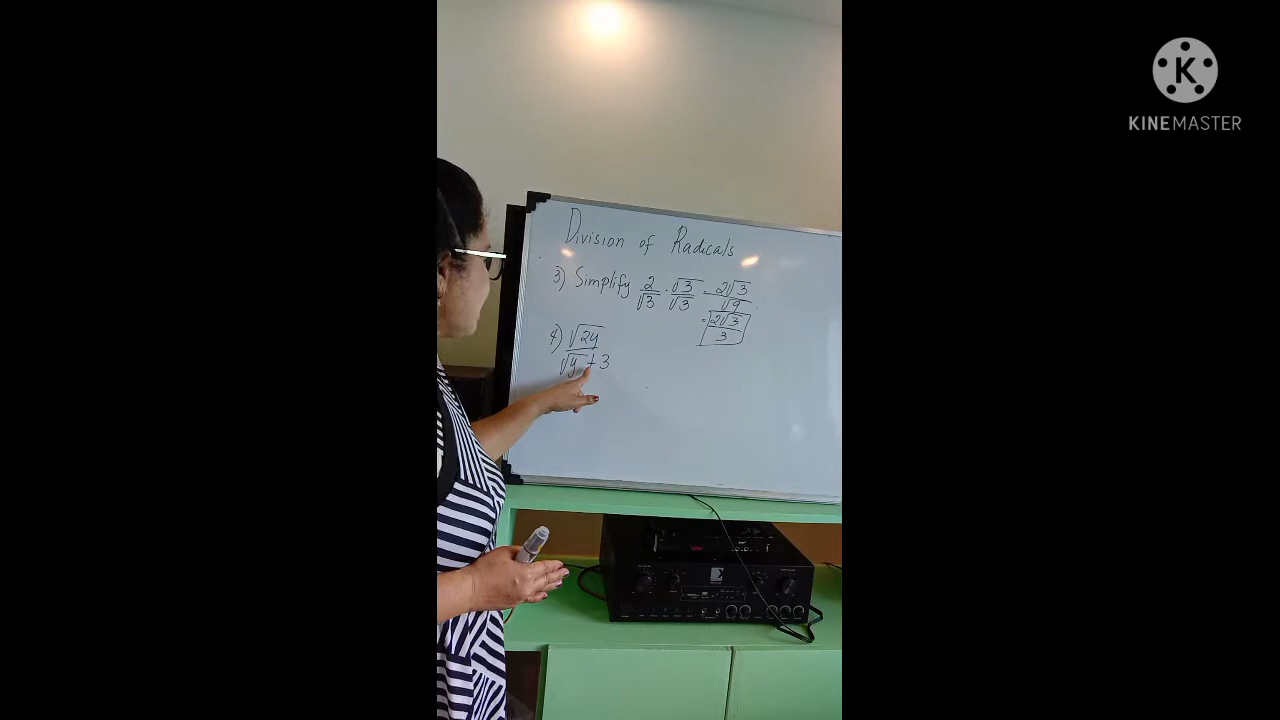 Division of Radicals
3) Simplify 2/√3 · √3/√3 = 2√3/√9
= 2√3/3
4) √2y/√y + 3
KINEMASTER